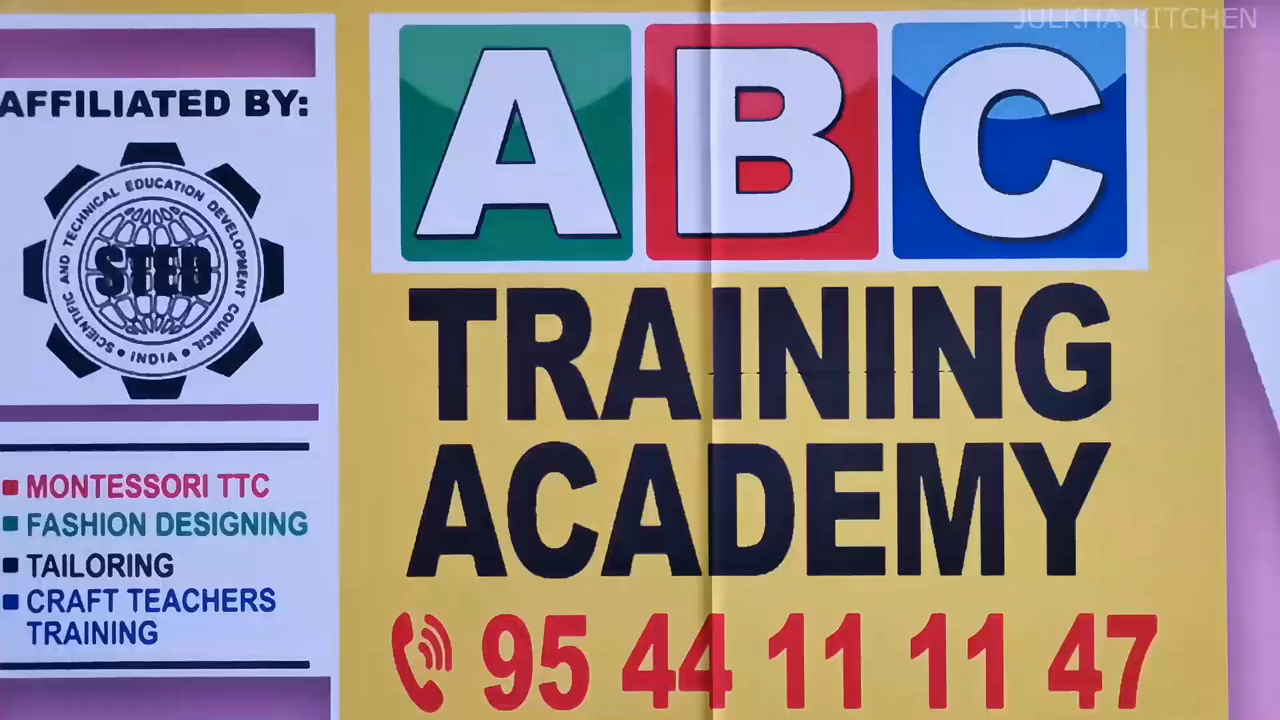 JULKHA KITCHEN
AFFILIATED BY:
SCIENTIFIC AND TECHNICAL EDUCATION DEVELOPMENT COUNCIL
STED
• INDIA •
MONTESSORI TTC
FASHION DESIGNING
TAILORING
CRAFT TEACHERS
TRAINING
ABC
TRAINING
ACADEMY
95 44 11 11 47